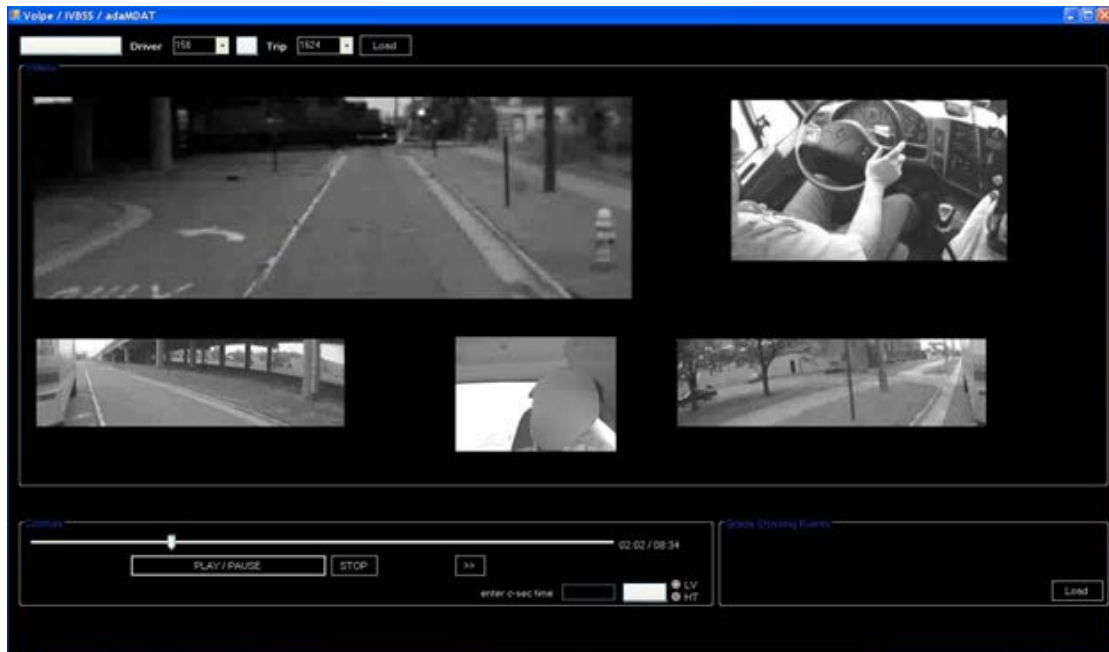 Volpe / IVBSS / adaMDAT
Driver 158 Trip 1624 Load
Videos
Controls
02:02 / 08:34
PLAY / PAUSE STOP >>
enter c-sec time LV
HT
Grade Crossing Events
Load